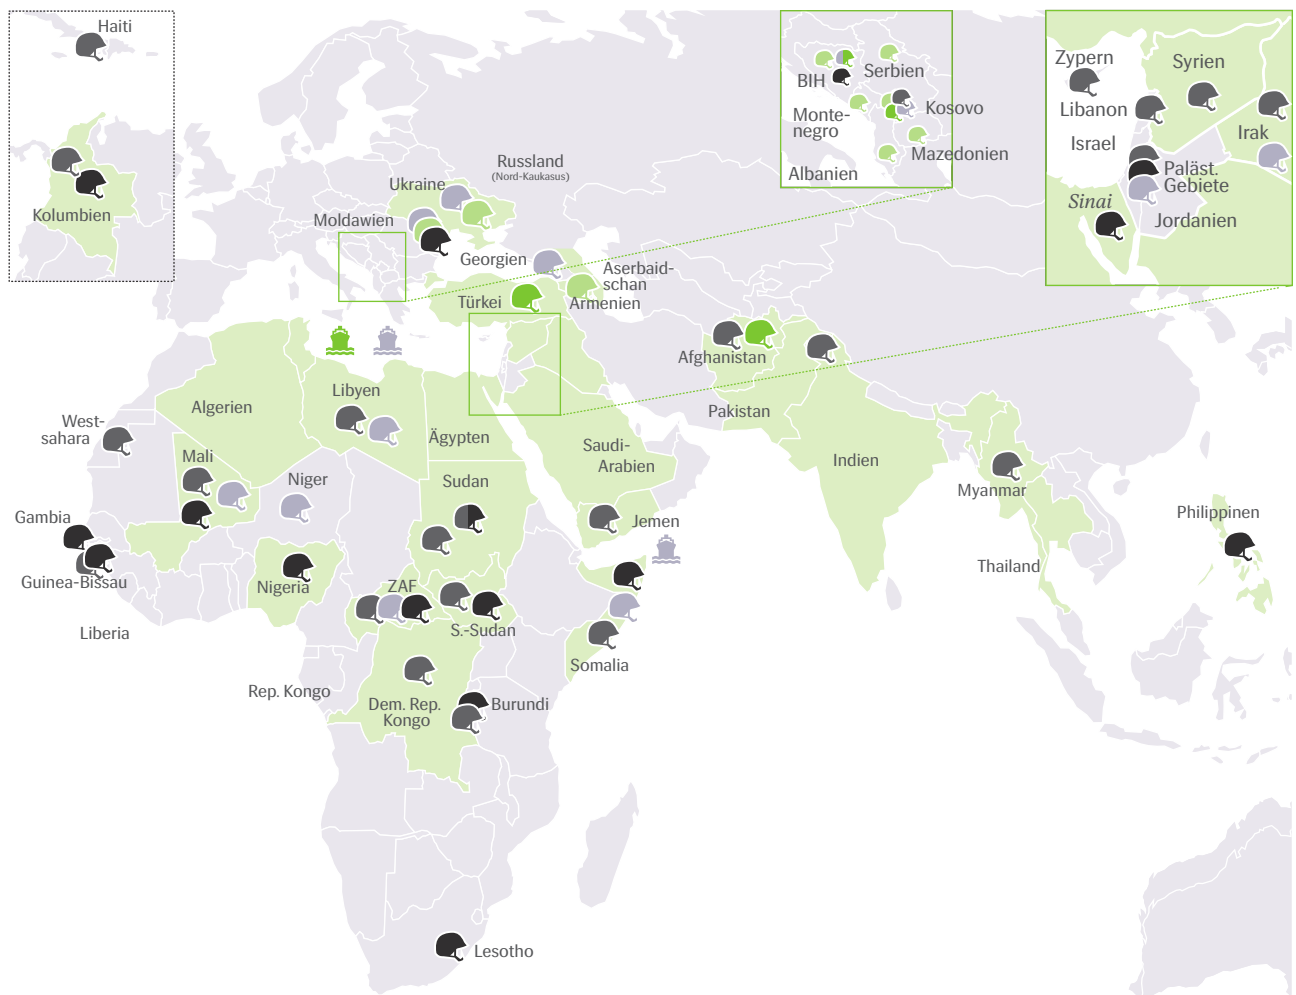 Haiti
Kolumbien
Russland
(Nord-Kaukasus)
Ukraine
Moldawien
Georgien
Aserbaid-
schan
Armenien
Türkei
BIH
Serbien
Monte-
negro
Kosovo
Mazedonien
Albanien
Zypern
Syrien
Libanon
Irak
Israel
Paläst.
Gebiete
Sinai
Jordanien
Afghanistan
Pakistan
Indien
Myanmar
Thailand
Philippinen
Algerien
Libyen
Ägypten
Saudi-
Arabien
West-
sahara
Mali
Niger
Sudan
Jemen
Gambia
Guinea-Bissau
Nigeria
ZAF
S.-Sudan
Liberia
Somalia
Rep. Kongo
Dem. Rep.
Kongo
Burundi
Lesotho